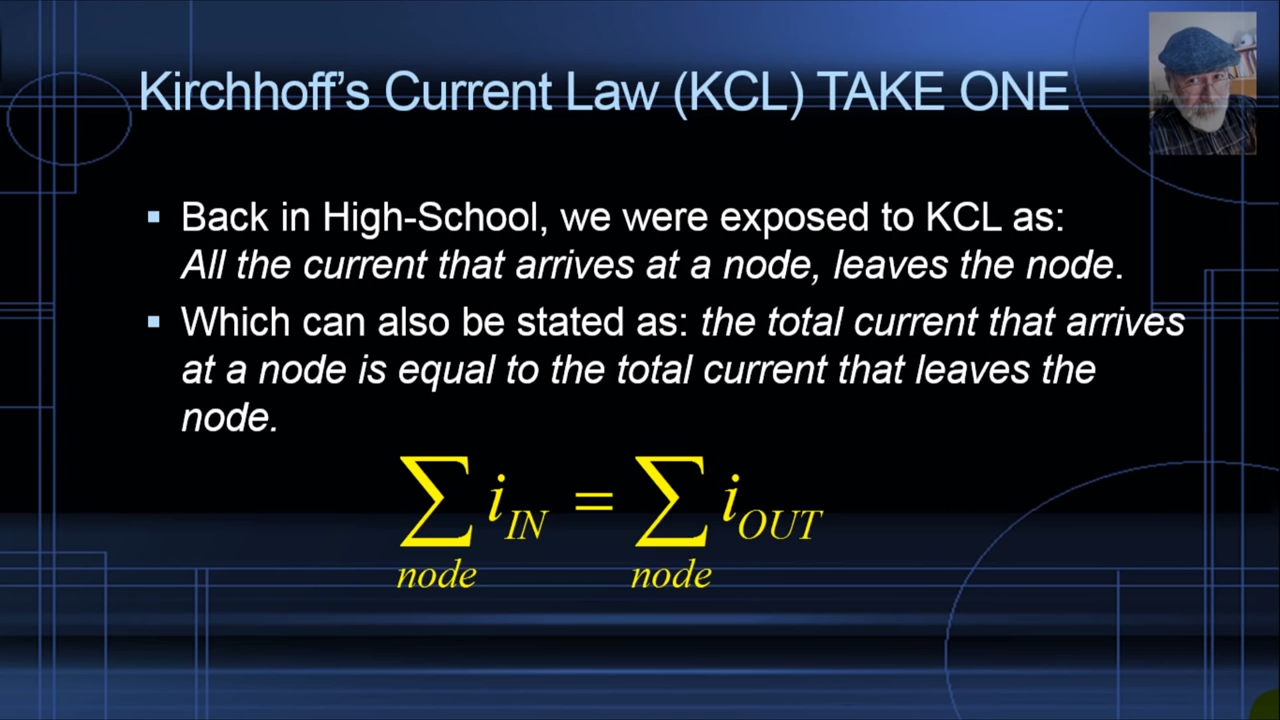 Kirchhoff's Current Law (KCL) TAKE ONE
▪ Back in High-School, we were exposed to KCL as:
All the current that arrives at a node, leaves the node.
▪ Which can also be stated as: the total current that arrives
at a node is equal to the total current that leaves the
node.
∑ i_IN = ∑ i_OUT
node node